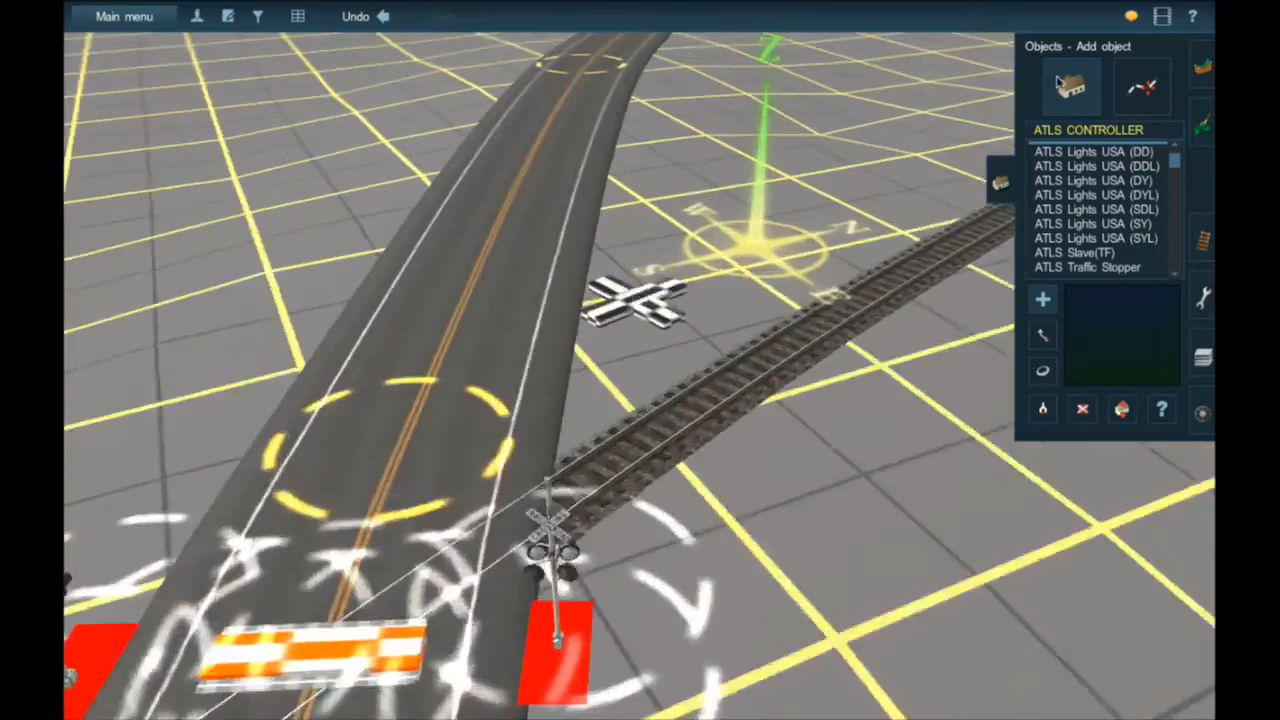 Main menu
Undo
?
Objects - Add object
ATLS CONTROLLER
ATLS Lights USA (DD)
ATLS Lights USA (DDL)
ATLS Lights USA (DY)
ATLS Lights USA (DYL)
ATLS Lights USA (SDL)
ATLS Lights USA (SY)
ATLS Lights USA (SYL)
ATLS Slave(TF)
ATLS Traffic Stopper
?
Z
W
N
S
E